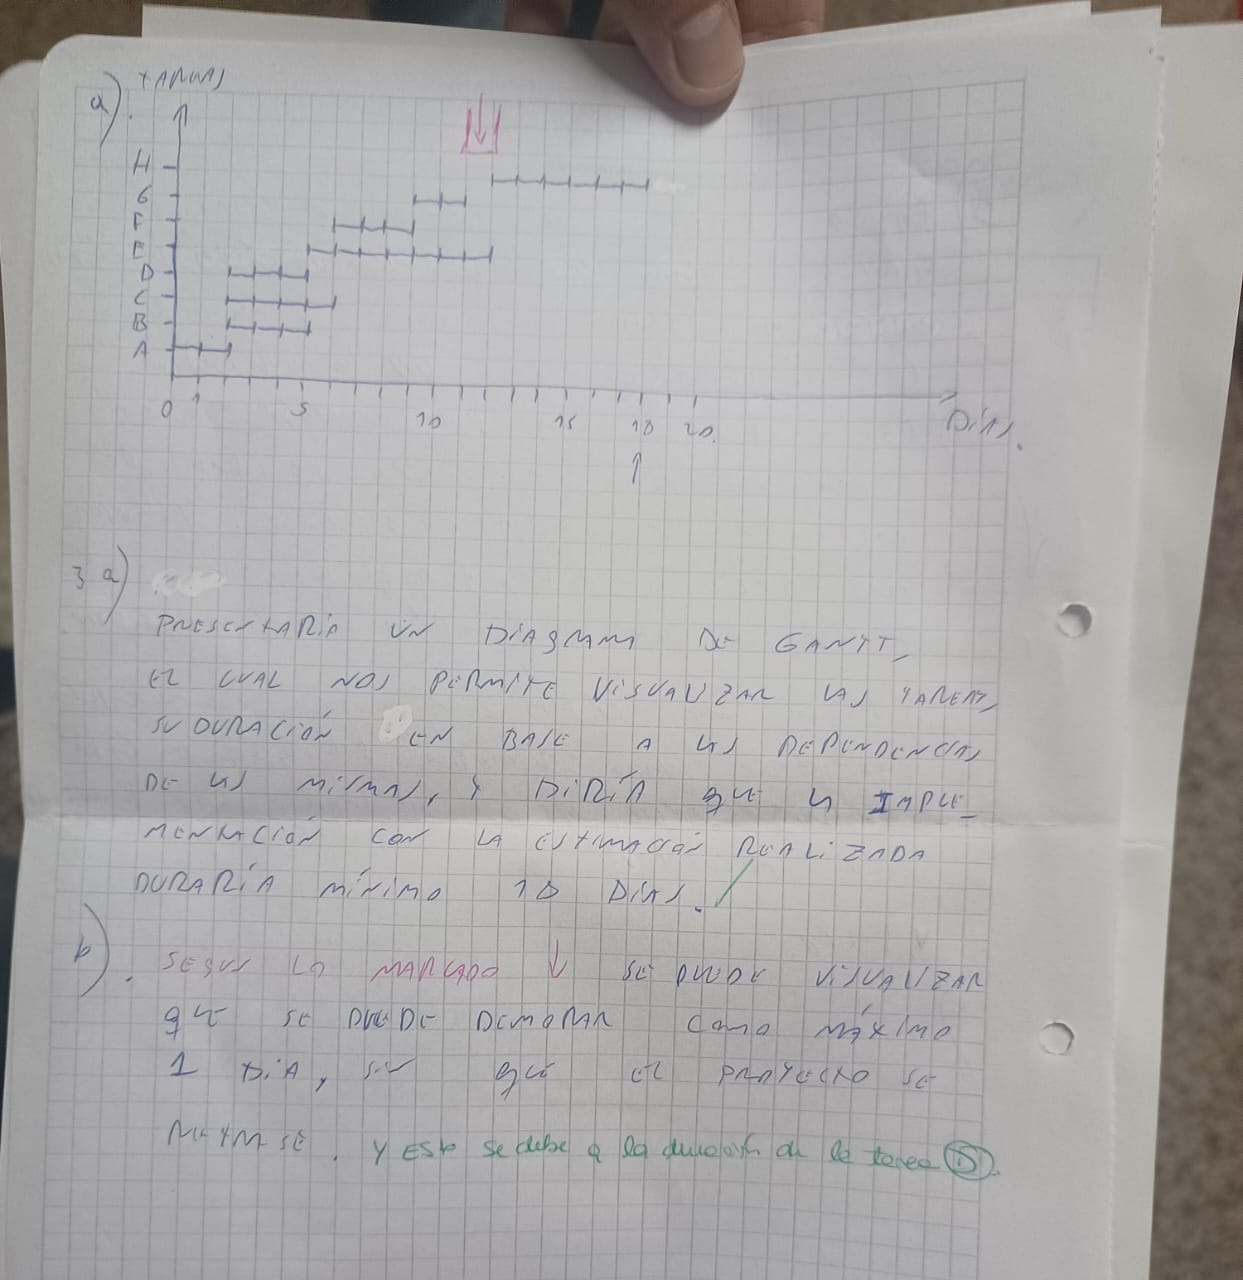 a). TAREAS
H
G
F
E
D
C
B
A
0 1 5 10 15 18 20
DÍAS.
3 a)
PRESENTARÍA UN DIAGRAMA DE GANTT,
EL CUAL NOS PERMITE VISUALIZAR LAS TAREAS,
SU DURACIÓN EN BASE A LAS DEPENDENCIAS
DE LAS MISMAS, Y DIRÍA QUE LA IMPLE-
MENTACIÓN CON LA ESTIMACIÓN REALIZADA
DURARÍA MÍNIMO 18 DÍAS.
b). SEGÚN LO MARCADO ↓ SE PUEDE VISUALIZAR
QUE SE PUEDE DEMORAR COMO MÁXIMO
1 DÍA, SIN QUE EL PROYECTO SE
RETRASE. Y ESTO se debe a la duración de la tarea D.